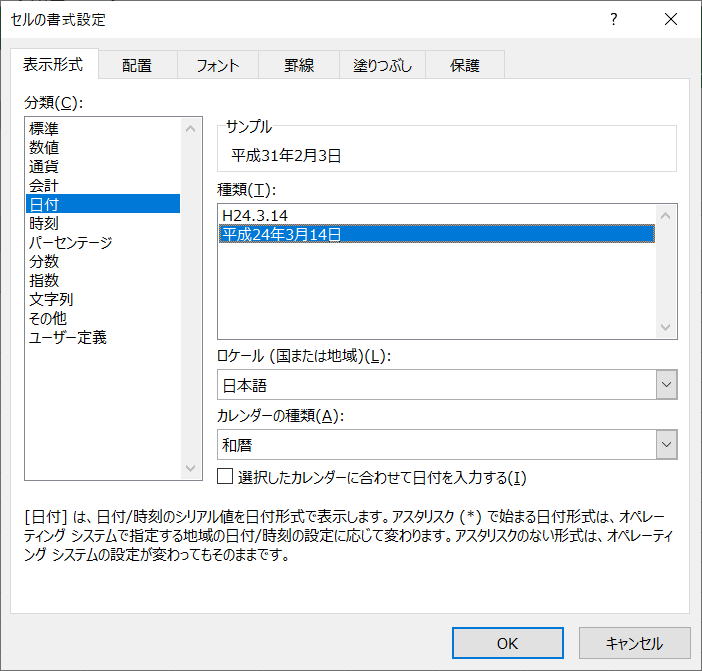 セルの書式設定
?
表示形式 配置 フォント 罫線 塗りつぶし 保護
分類(C):
標準
数値
通貨
会計
日付
時刻
パーセンテージ
分数
指数
文字列
その他
ユーザー定義
サンプル
平成31年2月3日
種類(T):
H24.3.14
平成24年3月14日
ロケール (国または地域)(L):
日本語
カレンダーの種類(A):
和暦
選択したカレンダーに合わせて日付を入力する(I)
[日付] は、日付/時刻のシリアル値を日付形式で表示します。アスタリスク (*) で始まる日付形式は、オペレー
ティング システムで指定する地域の日付/時刻の設定に応じて変わります。アスタリスクのない形式は、オペレーティ
ング システムの設定が変わってもそのままです。
OK
キャンセル